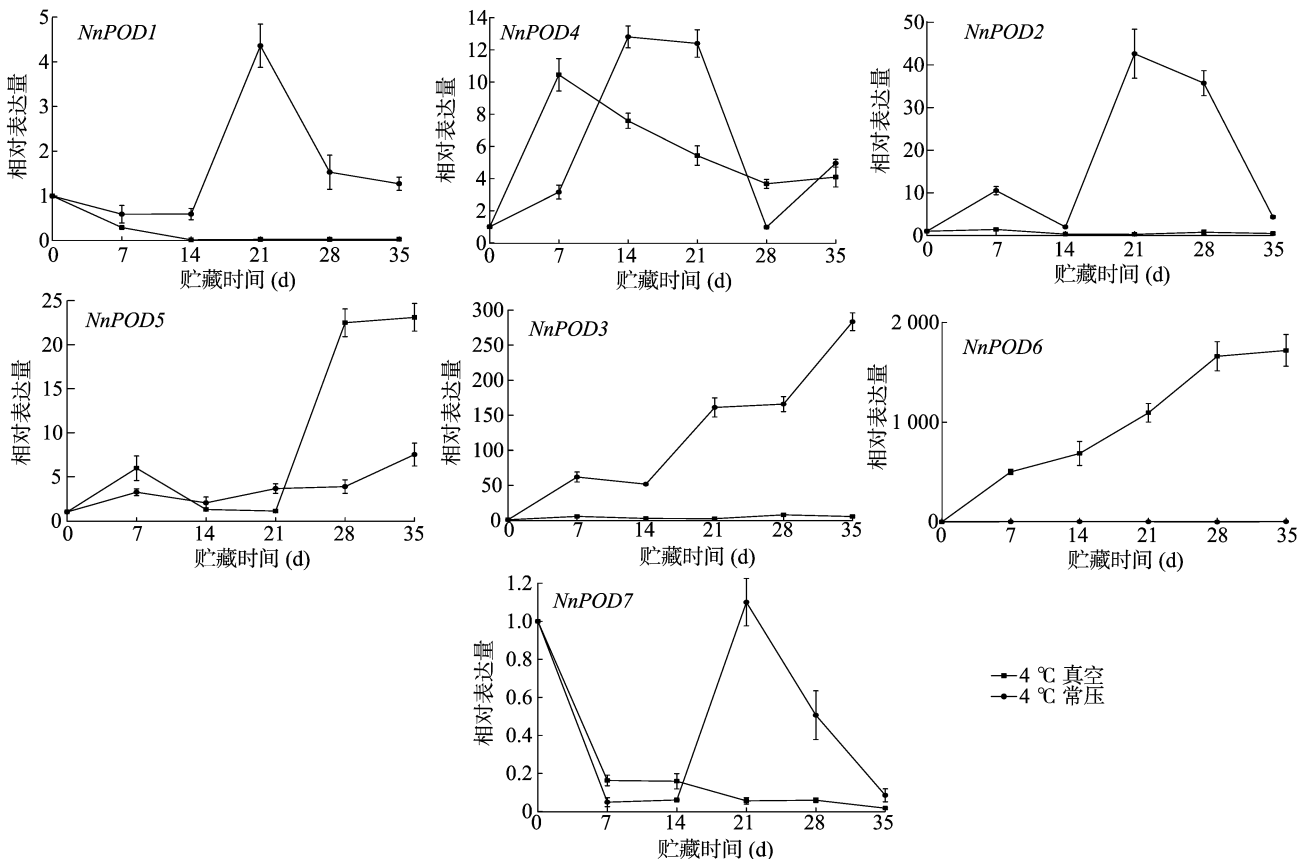 NnPOD1
5
4
3
2
1
0
相对表达量
0 7 14 21 28 35
贮藏时间 (d)
NnPOD4
14
12
10
8
6
4
2
0
相对表达量
0 7 14 21 28 35
贮藏时间 (d)
NnPOD2
50
40
30
20
10
0
相对表达量
0 7 14 21 28 35
贮藏时间 (d)
NnPOD5
25
20
15
10
5
0
相对表达量
0 7 14 21 28 35
贮藏时间 (d)
NnPOD3
300
250
200
150
100
50
0
相对表达量
0 7 14 21 28 35
贮藏时间 (d)
NnPOD6
2 000
1 000
0
相对表达量
0 7 14 21 28 35
贮藏时间 (d)
NnPOD7
1.2
1.0
0.8
0.6
0.4
0.2
0
相对表达量
0 7 14 21 28 35
贮藏时间 (d)
4 ℃ 真空
4 ℃ 常压